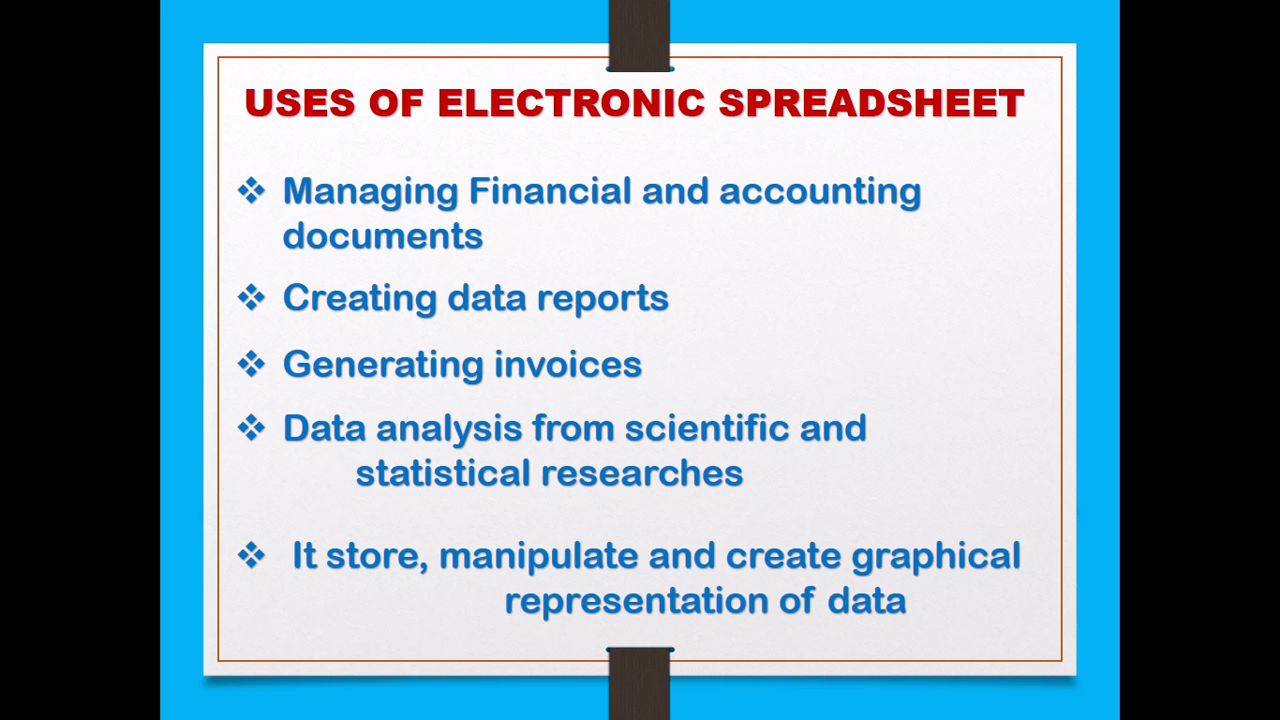 USES OF ELECTRONIC SPREADSHEET
❖ Managing Financial and accounting
documents
❖ Creating data reports
❖ Generating invoices
❖ Data analysis from scientific and
statistical researches
❖ It store, manipulate and create graphical
representation of data